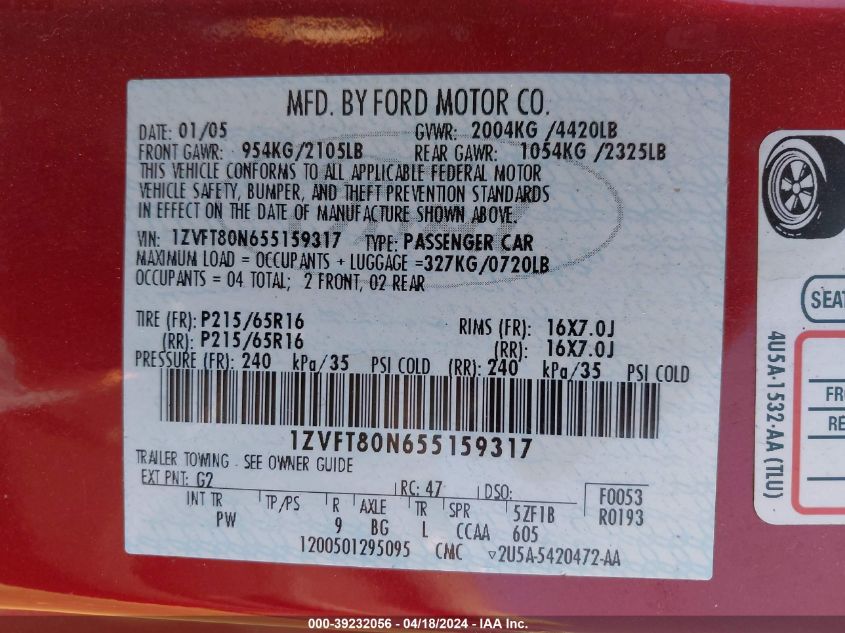 MFD. BY FORD MOTOR CO.
DATE: 01/05 GVWR: 2004KG /4420LB
FRONT GAWR: 954KG/2105LB REAR GAWR: 1054KG /2325LB
THIS VEHICLE CONFORMS TO ALL APPLICABLE FEDERAL MOTOR
VEHICLE SAFETY, BUMPER, AND THEFT PREVENTION STANDARDS
IN EFFECT ON THE DATE OF MANUFACTURE SHOWN ABOVE.
VIN: 1ZVFT80N655159317 TYPE: PASSENGER CAR
MAXIMUM LOAD = OCCUPANTS + LUGGAGE =327KG/0720LB
OCCUPANTS = 04 TOTAL; 2 FRONT, 02 REAR
TIRE (FR): P215/65R16 RIMS (FR): 16X7.0J
(RR): P215/65R16 (RR): 16X7.0J
PRESSURE (FR): 240 kPa/35 PSI COLD (RR): 240 kPa/35 PSI COLD
1ZVFT80N655159317
TRAILER TOWING - SEE OWNER GUIDE
EXT PNT: G2 RC: 47 DSO: F0053
INT TR TP/PS R AXLE TR SPR 5ZF1B R0193
PW 9 BG L CCAA 605
1200501295095 CMC ▽2U5A-5420472-AA
4U5A-1532-AA (TLU)
SEAT
FR
RE
000-39232056 - 04/18/2024 - IAA Inc.